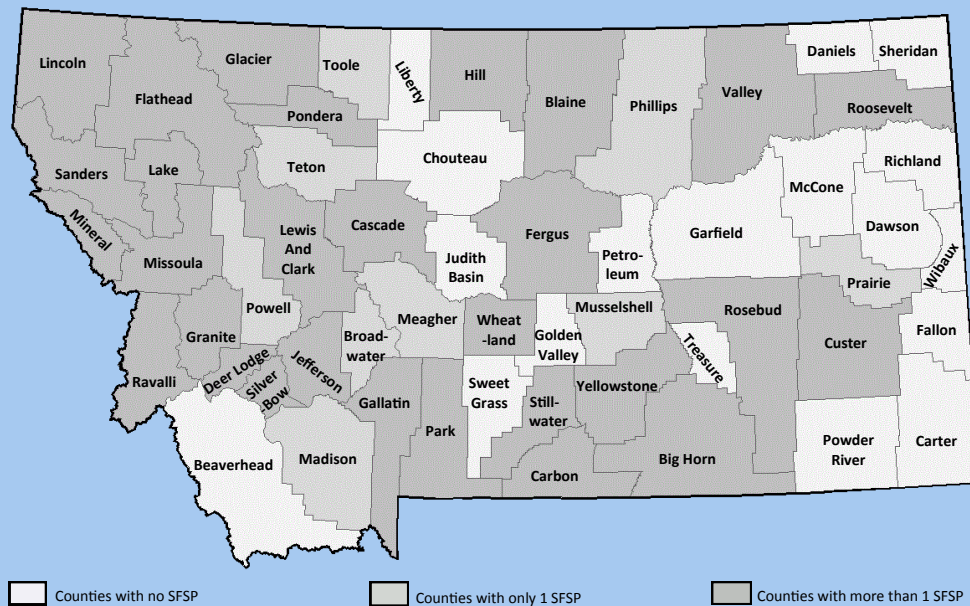 Lincoln
Flathead
Glacier
Toole
Liberty
Hill
Blaine
Phillips
Valley
Daniels
Sheridan
Roosevelt
Pondera
Teton
Chouteau
Sanders
Lake
Mineral
Missoula
Lewis
And
Clark
Cascade
Judith
Basin
Fergus
Petro-
leum
Garfield
McCone
Richland
Dawson
Wibaux
Prairie
Powell
Granite
Ravalli
Deer Lodge
Silver
-Bow
Jefferson
Broad-
water
Meagher
Wheat
-land
Golden
Valley
Musselshell
Rosebud
Treasure
Custer
Fallon
Beaverhead
Madison
Gallatin
Park
Sweet
Grass
Still-
water
Yellowstone
Carbon
Big Horn
Powder
River
Carter
Counties with no SFSP
Counties with only 1 SFSP
Counties with more than 1 SFSP